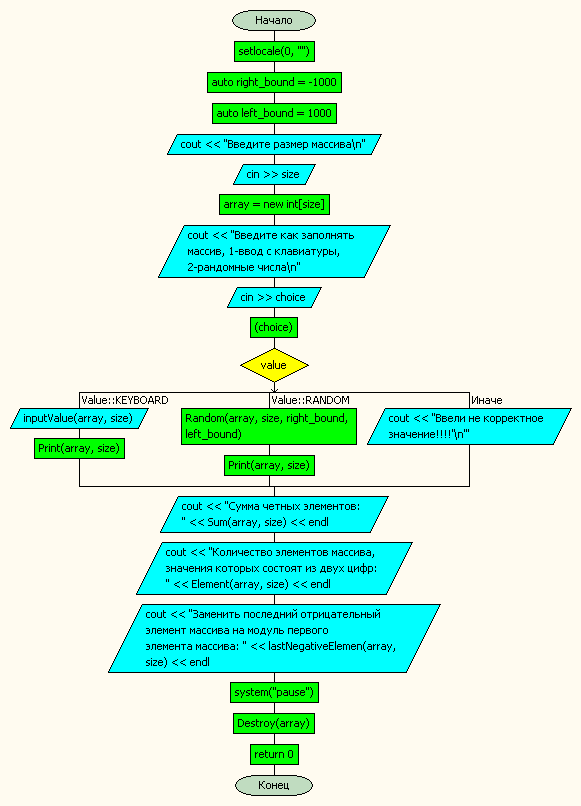 Начало
setlocale(0, "")
auto right_bound = -1000
auto left_bound = 1000
cout << "Введите размер массива\n"
cin >> size
array = new int[size]
cout << "Введите как заполнять
массив, 1-ввод с клавиатуры,
2-рандомные числа\n"
cin >> choice
(choice)
value
Value::KEYBOARD
Value::RANDOM
Иначе
inputValue(array, size)
Print(array, size)
Random(array, size, right_bound,
left_bound)
Print(array, size)
cout << "Ввели не корректное
значение!!!!"\n"
cout << "Сумма четных элементов:
" << Sum(array, size) << endl
cout << "Количество элементов массива,
значения которых состоят из двух цифр:
" << Element(array, size) << endl
cout << "Заменить последний отрицательный
элемент массива на модуль первого
элемента массива: " << lastNegativeElemen(array,
size) << endl
system("pause")
Destroy(array)
return 0
Конец